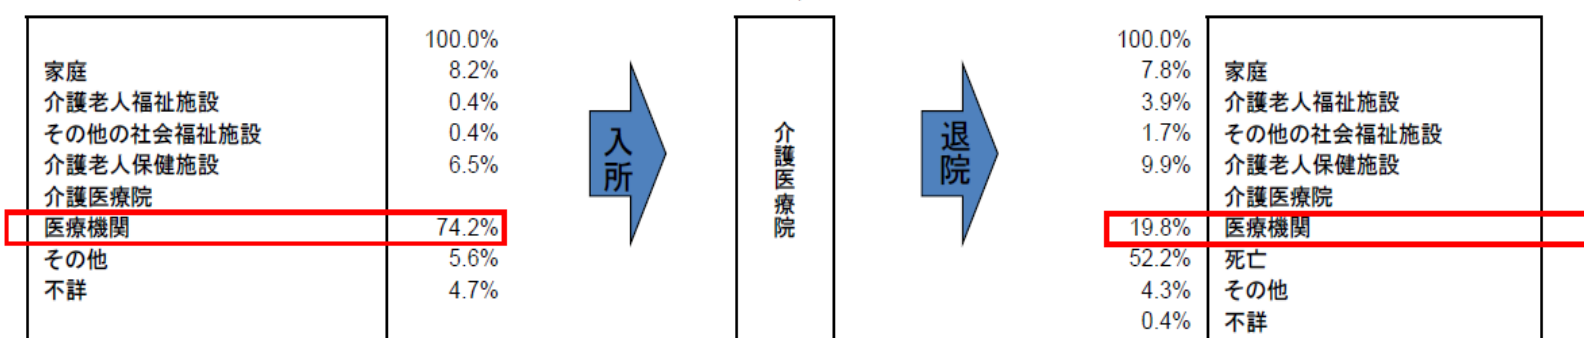 100.0%
家庭 8.2%
介護老人福祉施設 0.4%
その他の社会福祉施設 0.4%
介護老人保健施設 6.5%
介護医療院
医療機関 74.2%
その他 5.6%
不詳 4.7%
入所
介護医療院
退院
100.0%
7.8% 家庭
3.9% 介護老人福祉施設
1.7% その他の社会福祉施設
9.9% 介護老人保健施設
介護医療院
19.8% 医療機関
52.2% 死亡
4.3% その他
0.4% 不詳